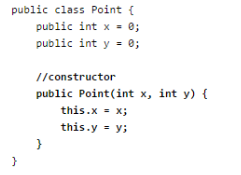 public class Point {
    public int x = 0;
    public int y = 0;

    //constructor
    public Point(int x, int y) {
        this.x = x;
        this.y = y;
    }
}